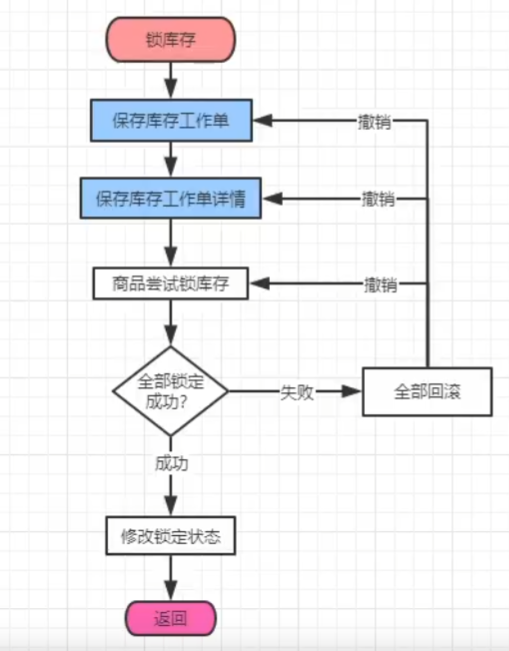 锁库存
保存库存工作单
撤销
保存库存工作单详情
撤销
商品尝试锁库存
撤销
全部锁定
成功?
失败
全部回滚
成功
修改锁定状态
返回